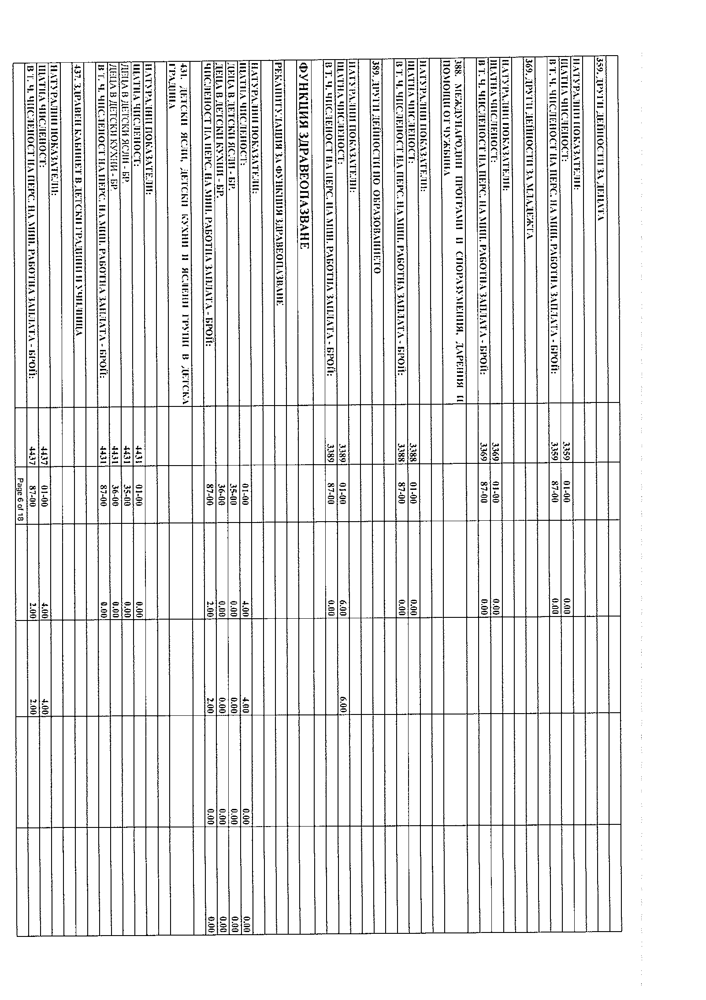 359. ДРУГИ ДЕЙНОСТИ ЗА ДЕЦАТА
НАТУРАЛНИ ПОКАЗАТЕЛИ:
ЩАТНА ЧИСЛЕНОСТ: 3359 01-00 0.00
В Т. Ч. ЧИСЛЕНОСТ НА ПЕРС. НА МИН. РАБОТНА ЗАПЛАТА - БРОЙ: 3359 87-00 0.00
369. ДРУГИ ДЕЙНОСТИ ЗА МЛАДЕЖТА
НАТУРАЛНИ ПОКАЗАТЕЛИ:
ЩАТНА ЧИСЛЕНОСТ: 3369 01-00 0.00
В Т. Ч. ЧИСЛЕНОСТ НА ПЕРС. НА МИН. РАБОТНА ЗАПЛАТА - БРОЙ: 3369 87-00 0.00
388. МЕЖДУНАРОДНИ ПРОГРАМИ И СПОРАЗУМЕНИЯ, ДАРЕНИЯ И
ПОМОЩИ ОТ ЧУЖБИНА
НАТУРАЛНИ ПОКАЗАТЕЛИ:
ЩАТНА ЧИСЛЕНОСТ: 3388 01-00 0.00
В Т. Ч. ЧИСЛЕНОСТ НА ПЕРС. НА МИН. РАБОТНА ЗАПЛАТА - БРОЙ: 3388 87-00 0.00
389. ДРУГИ ДЕЙНОСТИ ПО ОБРАЗОВАНИЕТО
НАТУРАЛНИ ПОКАЗАТЕЛИ:
ЩАТНА ЧИСЛЕНОСТ: 3389 01-00 6.00 6.00
В Т. Ч. ЧИСЛЕНОСТ НА ПЕРС. НА МИН. РАБОТНА ЗАПЛАТА - БРОЙ: 3389 87-00 0.00
ФУНКЦИЯ ЗДРАВЕОПАЗВАНЕ
РЕКАПИТУЛАЦИЯ ЗА ФУНКЦИЯ ЗДРАВЕОПАЗВАНЕ
НАТУРАЛНИ ПОКАЗАТЕЛИ:
ЩАТНА ЧИСЛЕНОСТ: 01-00 4.00 4.00 0.00 0.00
ДЕЦА В ДЕТСКИ ЯСЛИ - БР. 35-00 0.00 0.00 0.00 0.00
ДЕЦА В ДЕТСКИ КУХНИ - БР. 36-00 0.00 0.00 0.00 0.00
ЧИСЛЕНОСТ НА ПЕРС. НА МИН. РАБОТНА ЗАПЛАТА - БРОЙ: 87-00 2.00 2.00 0.00 0.00
431. ДЕТСКИ ЯСЛИ, ДЕТСКИ КУХНИ И ЯСЛЕНИ ГРУПИ В ДЕТСКА
ГРАДИНА
НАТУРАЛНИ ПОКАЗАТЕЛИ:
ЩАТНА ЧИСЛЕНОСТ: 4431 01-00 0.00
ДЕЦА В ДЕТСКИ ЯСЛИ - БР. 4431 35-00 0.00
ДЕЦА В ДЕТСКИ КУХНИ - БР. 4431 36-00 0.00
В Т. Ч. ЧИСЛЕНОСТ НА ПЕРС. НА МИН. РАБОТНА ЗАПЛАТА - БРОЙ: 4431 87-00 0.00
437. ЗДРАВЕН КАБИНЕТ В ДЕТСКИ ГРАДИНИ И УЧИЛИЩА
НАТУРАЛНИ ПОКАЗАТЕЛИ:
ЩАТНА ЧИСЛЕНОСТ: 4437 01-00 4.00 4.00
В Т. Ч. ЧИСЛЕНОСТ НА ПЕРС. НА МИН. РАБОТНА ЗАПЛАТА - БРОЙ: 4437 87-00 2.00 2.00
Page 6 of 18